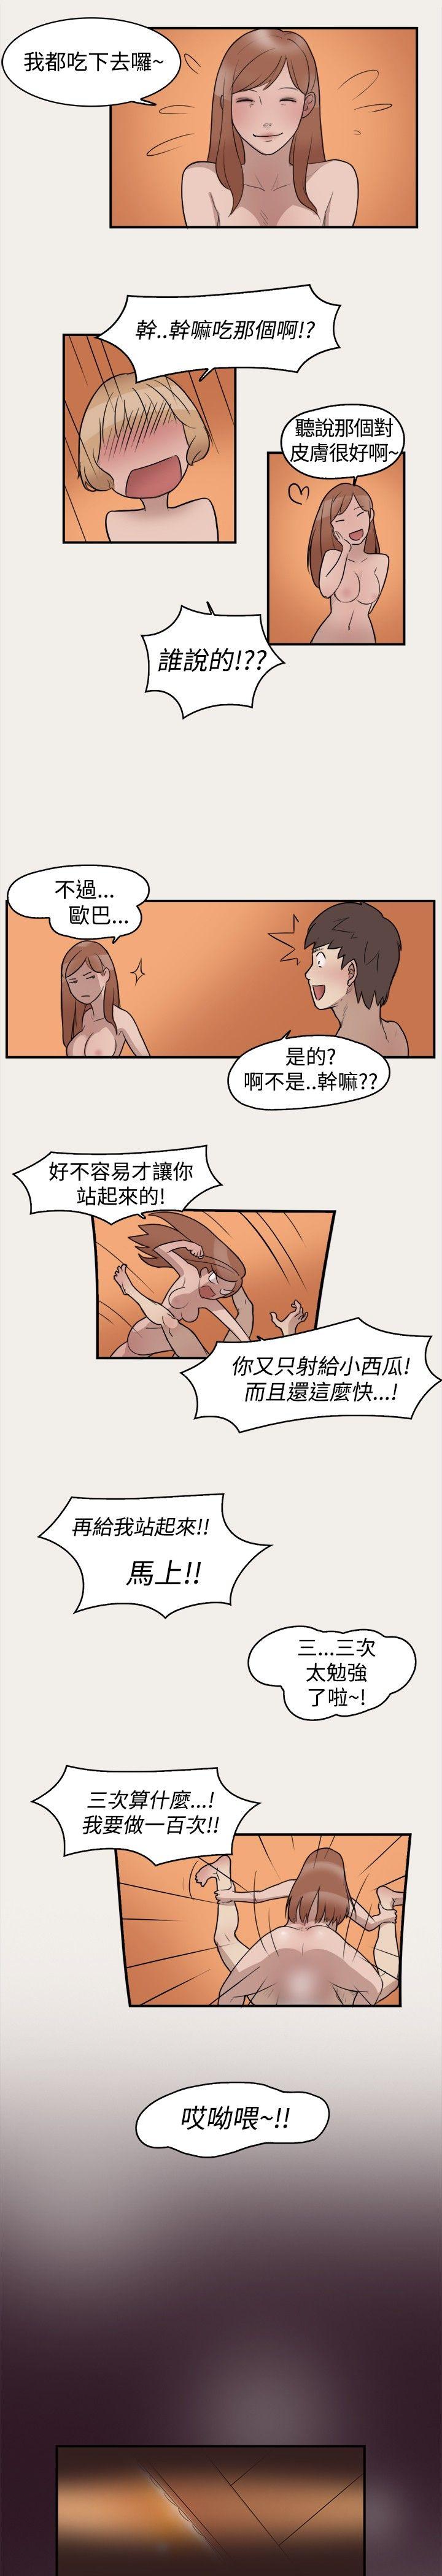 我都吃下去囉~
幹..幹嘛吃那個啊!?
聽說那個對
皮膚很好啊~
誰說的!??
不過...
歐巴...
是的?
啊不是..幹嘛??
好不容易才讓你
站起來的!
你又只射給小西瓜!
而且還這麼快...!
再給我站起來!!
馬上!!
三...三次
太勉強
了啦~!
三次算什麼...!
我要做一百次!!
哎呦喂~!!